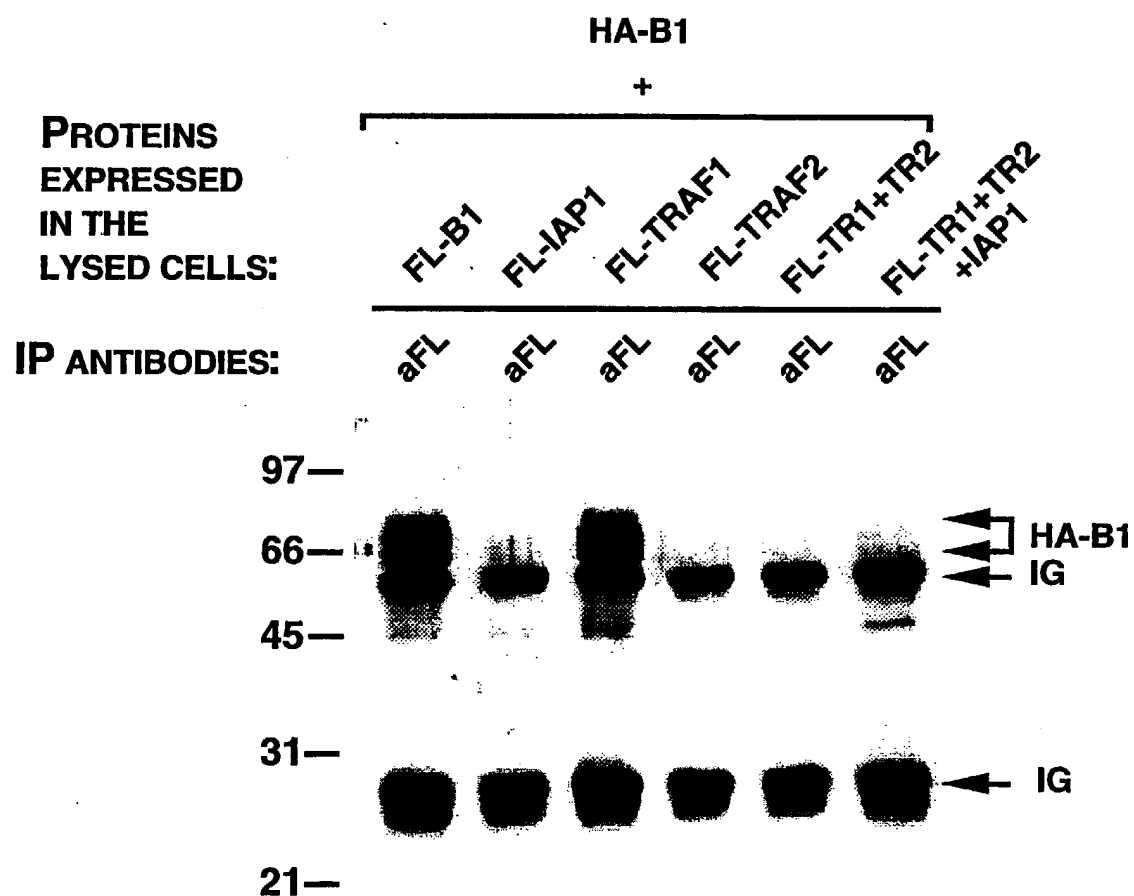 HA-B1
+
PROTEINS
EXPRESSED
IN THE
LYSED CELLS:
FL-B1
FL-IAP1
FL-TRAF1
FL-TRAF2
FL-TR1+TR2
FL-TR1+TR2
+IAP1
IP ANTIBODIES:
aFL aFL aFL aFL aFL aFL
97
66
45
31
21
HA-B1
IG
IG